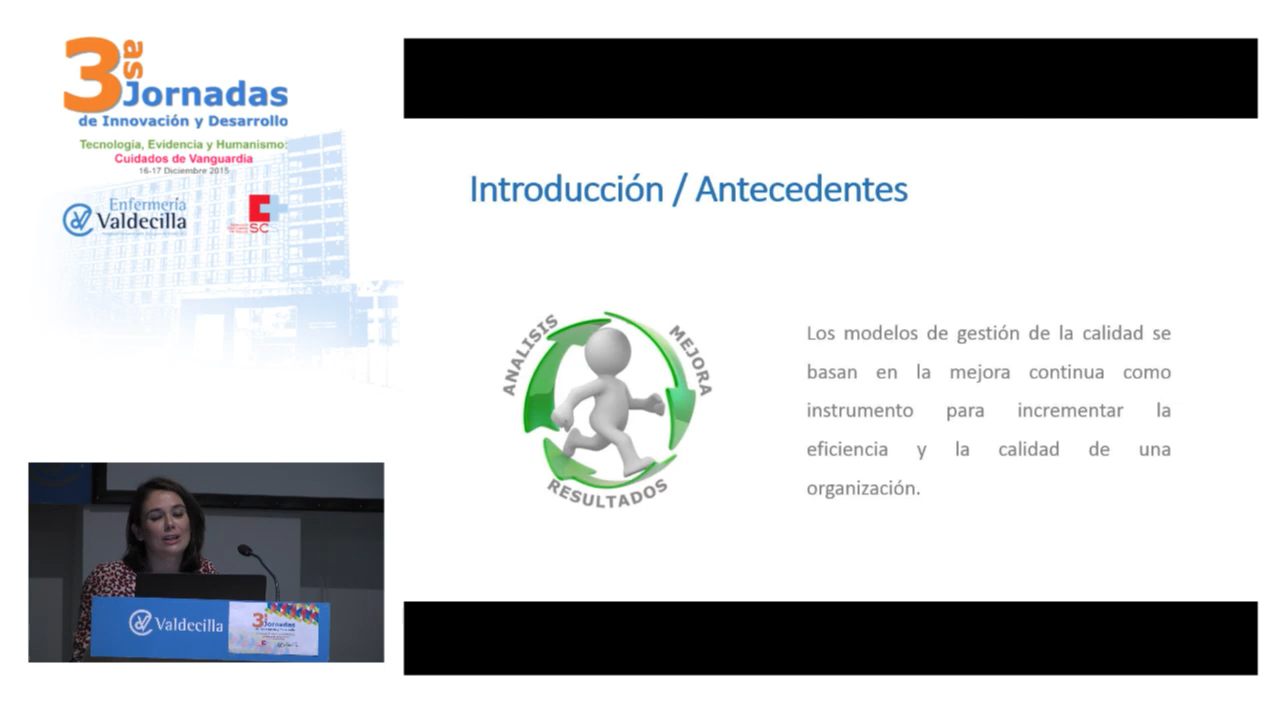 3as Jornadas
de Innovación y Desarrollo
Tecnología, Evidencia y Humanismo:
Cuidados de Vanguardia
16-17 Diciembre 2015
Enfermería
Valdecilla
SC
Introducción / Antecedentes
ANALISIS
MEJORA
RESULTADOS
Los modelos de gestión de la calidad se
basan en la mejora continua como
instrumento para incrementar la
eficiencia y la calidad de una
organización.
Valdecilla
3as Jornadas